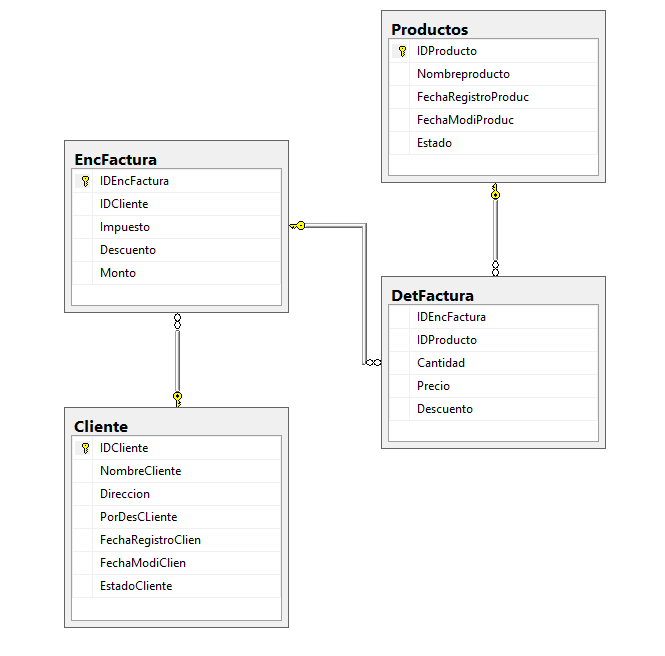 Productos
IDProducto
Nombreproducto
FechaRegistroProduc
FechaModiProduc
Estado
EncFactura
IDEncFactura
IDCliente
Impuesto
Descuento
Monto
DetFactura
IDEncFactura
IDProducto
Cantidad
Precio
Descuento
Cliente
IDCliente
NombreCliente
Direccion
PorDesCLiente
FechaRegistroClien
FechaModiClien
EstadoCliente